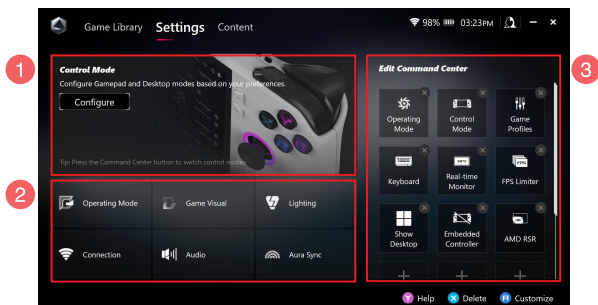 Game Library Settings Content
98% 03:23PM
1
Control Mode
Configure Gamepad and Desktop modes based on your preferences.
Configure
Tip: Press the Command Center button to switch control modes
2
Operating Mode
Game Visual
Lighting
Connection
Audio
Aura Sync
3
Edit Command Center
Operating
Mode
Control
Mode
Game
Profiles
Keyboard
Real-time
Monitor
FPS Limiter
Show
Desktop
Embedded
Controller
AMD RSR
Y Help
X Delete
Customize